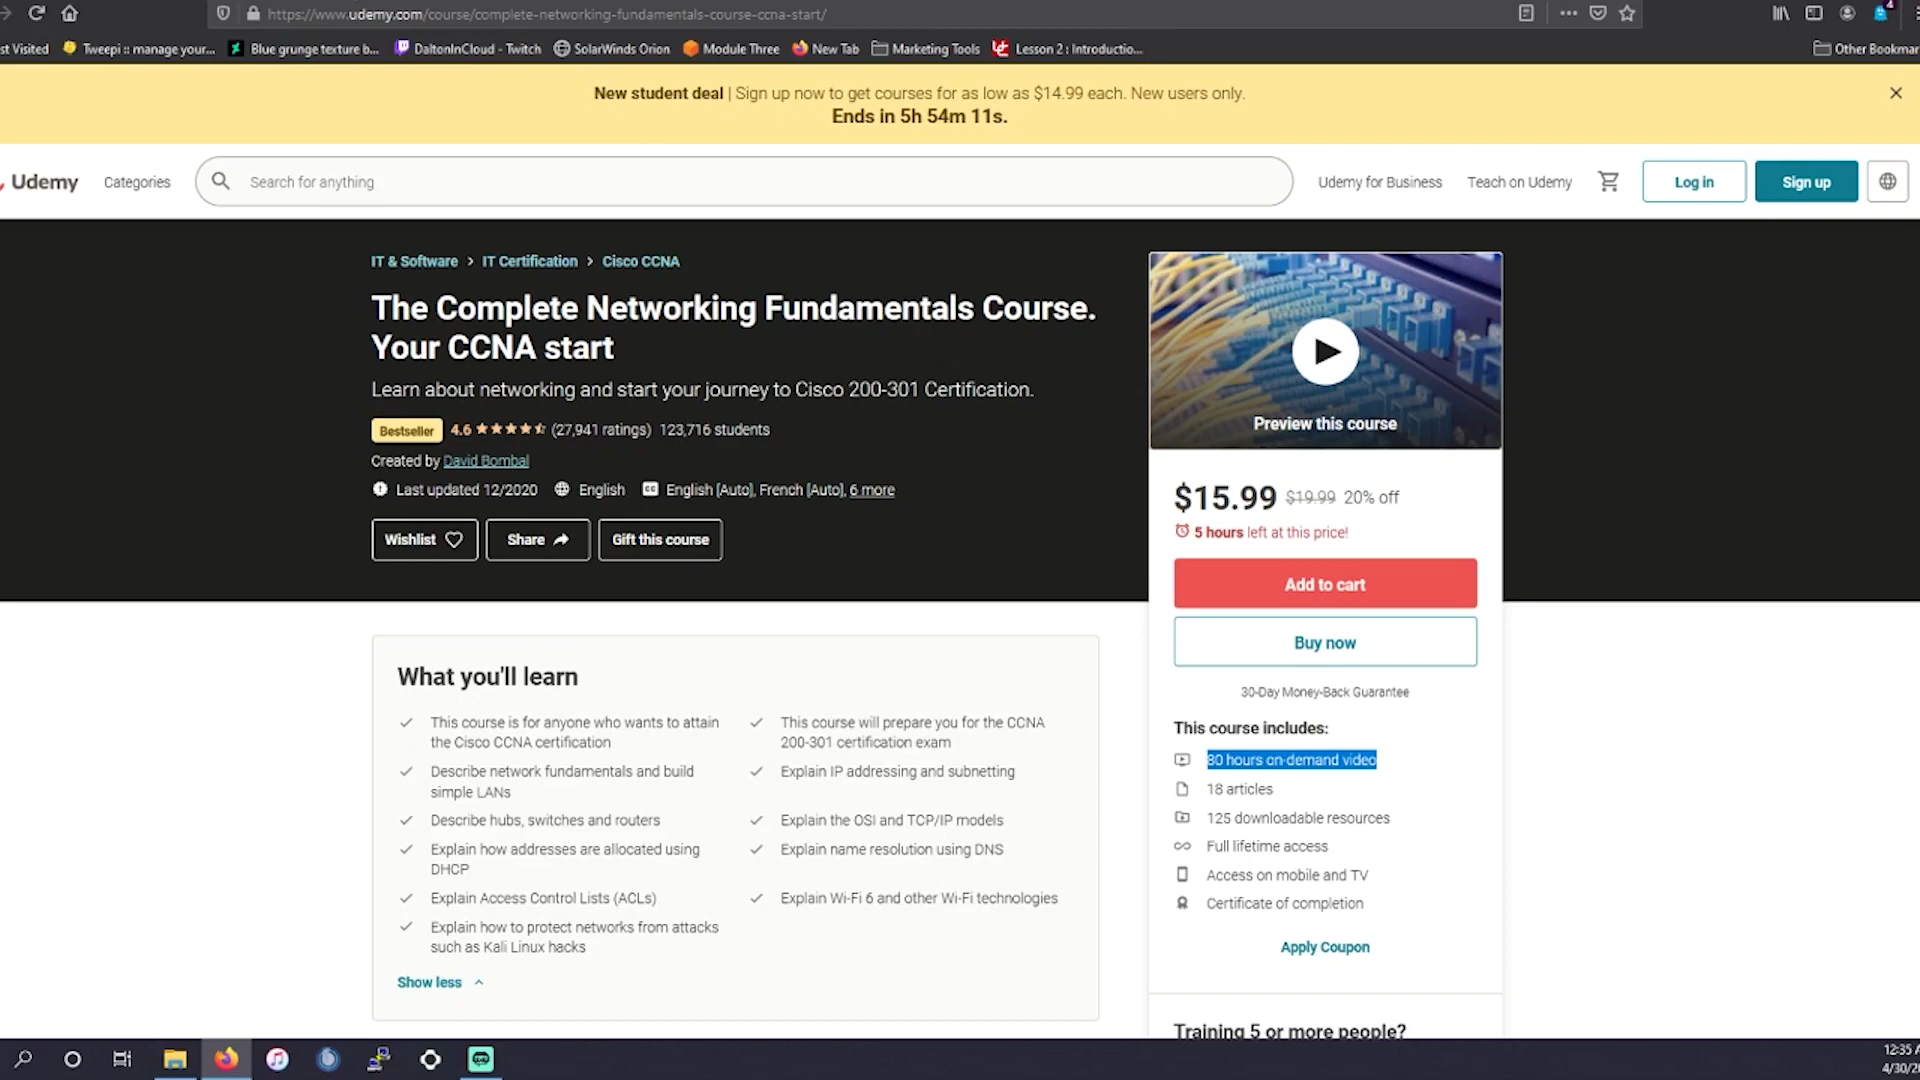 https://www.udemy.com/course/complete-networking-fundamentals-course-ccna-start/
st Visited
Tweepi :: manage your...
Blue grunge texture b...
DaltonInCloud - Twitch
SolarWinds Orion
Module Three
New Tab
Marketing Tools
Lesson 2 : Introductio...
Other Bookmar
New student deal | Sign up now to get courses for as low as $14.99 each. New users only.
Ends in 5h 54m 11s.
Udemy
Categories
Search for anything
Udemy for Business
Teach on Udemy
Log in
Sign up
IT & Software > IT Certification > Cisco CCNA
The Complete Networking Fundamentals Course.
Your CCNA start
Learn about networking and start your journey to Cisco 200-301 Certification.
Bestseller 4.6 (27,941 ratings) 123,716 students
Created by David Bombal
Last updated 12/2020 English English [Auto], French [Auto], 6 more
Wishlist
Share
Gift this course
Preview this course
$15.99 $19.99 20% off
5 hours left at this price!
Add to cart
Buy now
30-Day Money-Back Guarantee
This course includes:
80 hours on-demand video
18 articles
125 downloadable resources
Full lifetime access
Access on mobile and TV
Certificate of completion
Apply Coupon
Training 5 or more people?
What you'll learn
This course is for anyone who wants to attain
the Cisco CCNA certification
This course will prepare you for the CCNA
200-301 certification exam
Describe network fundamentals and build
simple LANs
Explain IP addressing and subnetting
Describe hubs, switches and routers
Explain the OSI and TCP/IP models
Explain how addresses are allocated using
DHCP
Explain name resolution using DNS
Explain Access Control Lists (ACLs)
Explain Wi-Fi 6 and other Wi-Fi technologies
Explain how to protect networks from attacks
such as Kali Linux hacks
Show less
12:35 A
4/30/2